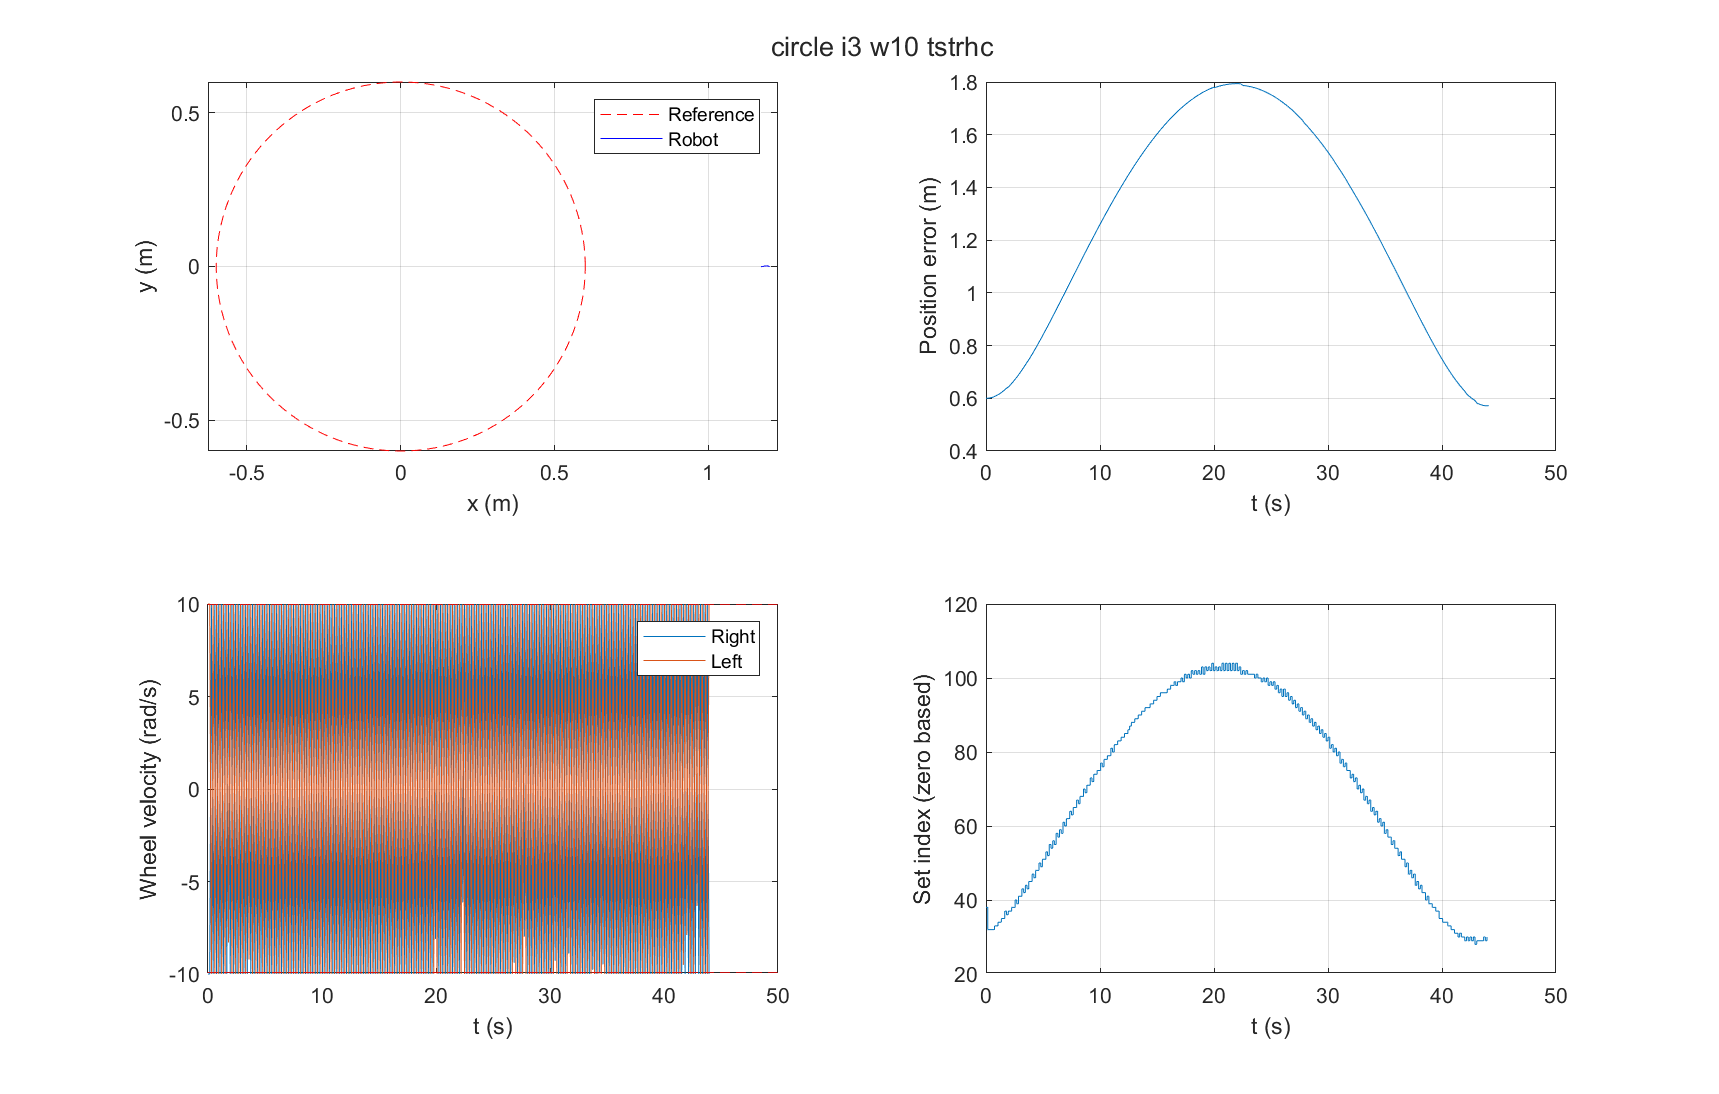 circle i3 w10 tstrhc
0.5
0
-0.5
y (m)
Reference
Robot
-0.5 0 0.5 1
x (m)
1.8
1.6
1.4
1.2
1
0.8
0.6
0.4
Position error (m)
0 10 20 30 40 50
t (s)
10
5
0
-5
-10
Wheel velocity (rad/s)
Right
Left
0 10 20 30 40 50
t (s)
120
100
80
60
40
20
Set index (zero based)
0 10 20 30 40 50
t (s)